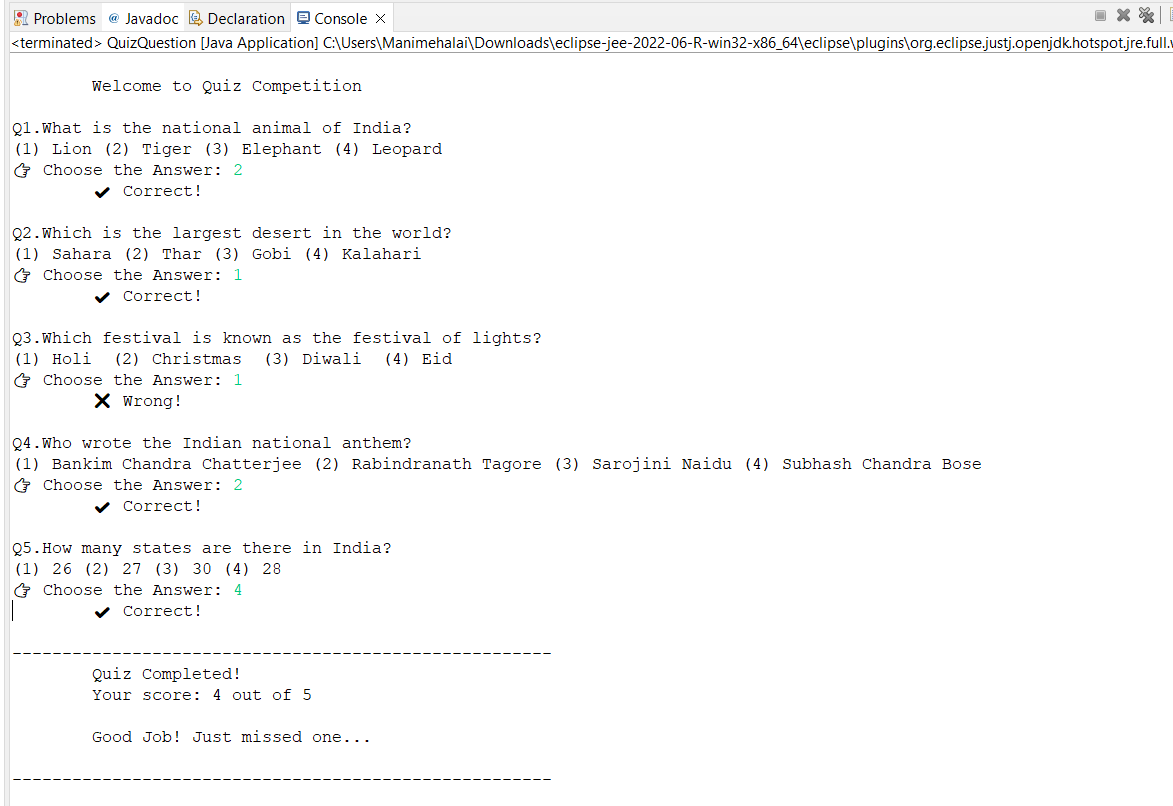 Problems @ Javadoc Declaration Console
<terminated> QuizQuestion [Java Application] C:\Users\Manimehalai\Downloads\eclipse-jee-2022-06-R-win32-x86_64\eclipse\plugins\org.eclipse.justj.openjdk.hotspot.jre.full.
Welcome to Quiz Competition
Q1.What is the national animal of India?
(1) Lion (2) Tiger (3) Elephant (4) Leopard
👉 Choose the Answer: 2
✔ Correct!
Q2.Which is the largest desert in the world?
(1) Sahara (2) Thar (3) Gobi (4) Kalahari
👉 Choose the Answer: 1
✔ Correct!
Q3.Which festival is known as the festival of lights?
(1) Holi (2) Christmas (3) Diwali (4) Eid
👉 Choose the Answer: 1
❌ Wrong!
Q4.Who wrote the Indian national anthem?
(1) Bankim Chandra Chatterjee (2) Rabindranath Tagore (3) Sarojini Naidu (4) Subhash Chandra Bose
👉 Choose the Answer: 2
✔ Correct!
Q5.How many states are there in India?
(1) 26 (2) 27 (3) 30 (4) 28
👉 Choose the Answer: 4
✔ Correct!
------------------------------------------------------
Quiz Completed!
Your score: 4 out of 5
Good Job! Just missed one...
------------------------------------------------------